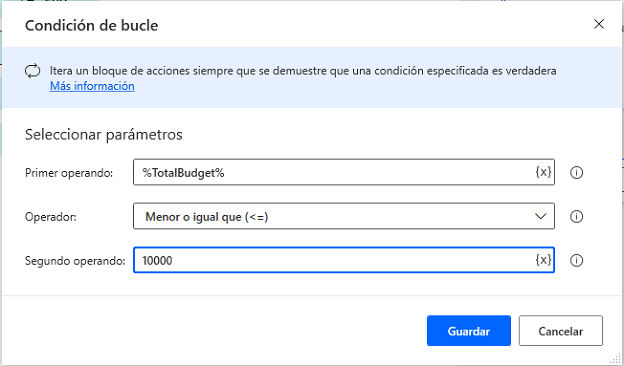 Condición de bucle
Itera un bloque de acciones siempre que se demuestre que una condición especificada es verdadera
Más información
Seleccionar parámetros
Primer operando: %TotalBudget% {x}
Operador: Menor o igual que (<=)
Segundo operando: 10000 {x}
Guardar Cancelar